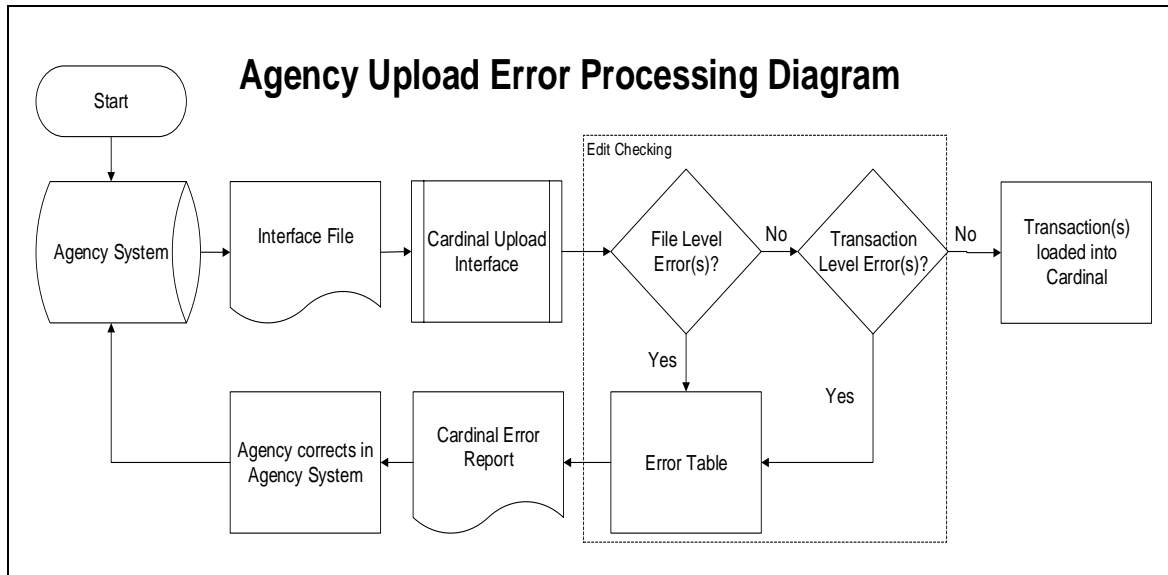 Agency Upload Error Processing Diagram
Start
Edit Checking
Agency System
Interface File
Cardinal Upload
Interface
File Level
Error(s)?
No
Transaction
Level Error(s)?
No
Transaction(s)
loaded into
Cardinal
Yes
Yes
Agency corrects in
Agency System
Cardinal Error
Report
Error Table